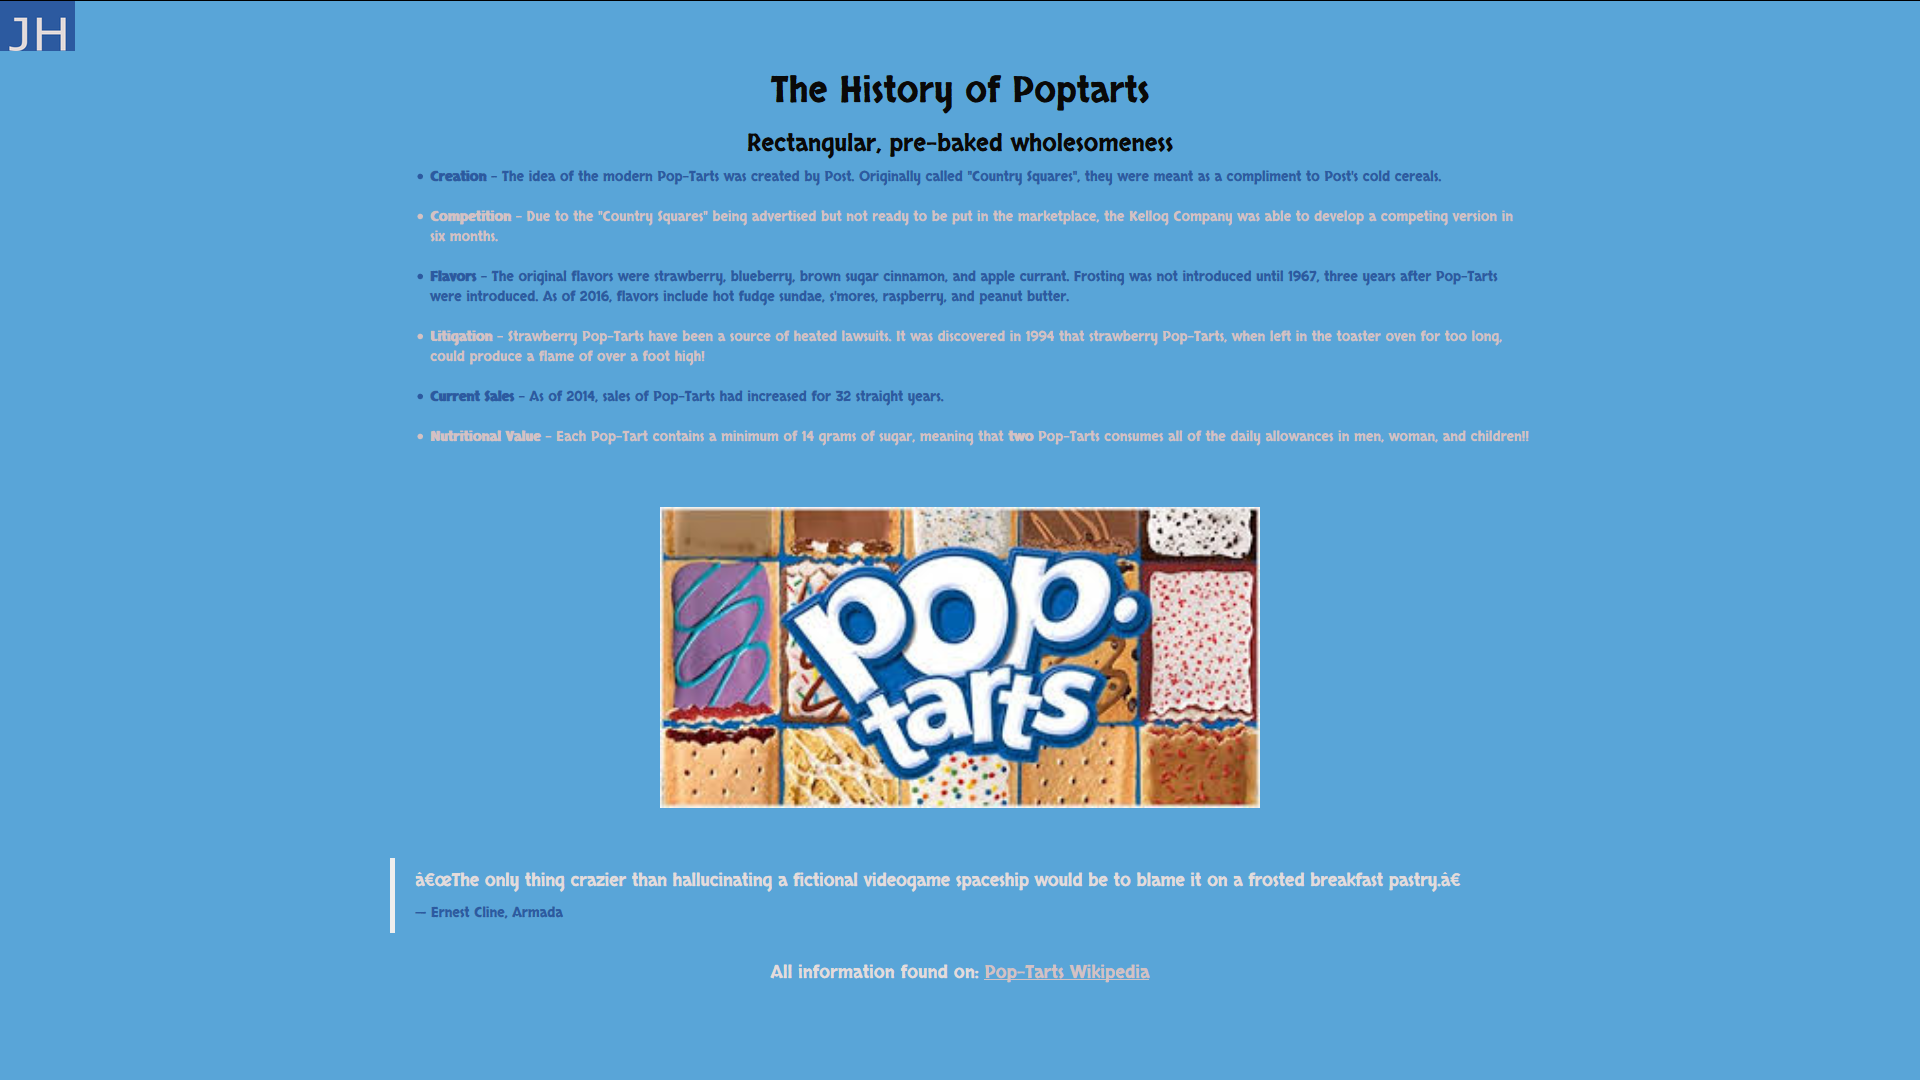 JH
The History of Poptarts
Rectangular, pre-baked wholesomeness
• Creation - The idea of the modern Pop-Tarts was created by Post. Originally called "Country Squares", they were meant as a compliment to Post's cold cereals.
• Competition - Due to the "Country Squares" being advertised but not ready to be put in the marketplace, the Kellog Company was able to develop a competing version in
six months.
• Flavors - The original flavors were strawberry, blueberry, brown sugar cinnamon, and apple currant. Frosting was not introduced until 1967, three years after Pop-Tarts
were introduced. As of 2016, flavors include hot fudge sundae, s'mores, raspberry, and peanut butter.
• Litigation - Strawberry Pop-Tarts have been a source of heated lawsuits. It was discovered in 1994 that strawberry Pop-Tarts, when left in the toaster oven for too long,
could produce a flame of over a foot high!
• Current Sales - As of 2014, sales of Pop-Tarts had increased for 32 straight years.
• Nutritional Value - Each Pop-Tart contains a minimum of 14 grams of sugar, meaning that two Pop-Tarts consumes all of the daily allowances in men, woman, and children!!
pop.
tarts
â€œThe only thing crazier than hallucinating a fictional videogame spaceship would be to blame it on a frosted breakfast pastry.â€
— Ernest Cline, Armada
All information found on: Pop-Tarts Wikipedia